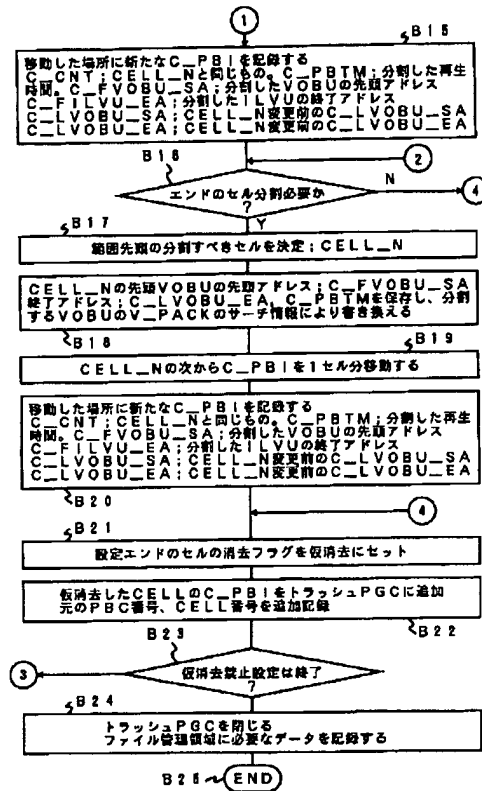 1
B15
移動した場所に新たなC_PBIを記録する
C_CNT;CELL_Nと同じもの。C_PBTM;分割した再生
時間。C_FVOBU_SA;分割したVOBUの先頭アドレス
C_FILVU_EA;分割したILVUの終了アドレス
C_LVOBU_SA;CELL_N変更前のC_LVOBU_SA
C_LVOBU_EA;CELL_N変更前のC_LVOBU_EA
B16
2
エンドのセル分割必要か
?
N
4
Y
B17
範囲先頭の分割すべきセルを決定;CELL_N
CELL_Nの先頭VOBUの先頭アドレス;C_FVOBU_SA
終了アドレス;C_LVOBU_EA、C_PBTMを保存し、分割
するVOBUのV_PACKのサーチ情報により書き換える
B18
B19
CELL_Nの次からC_PBIを1セル分移動する
移動した場所に新たなC_PBIを記録する
C_CNT;CELL_Nと同じもの。C_PBTM;分割した再生
時間。C_FVOBU_SA;分割したVOBUの先頭アドレス
C_FILVU_EA;分割したILVUの終了アドレス
C_LVOBU_SA;CELL_N変更前のC_LVOBU_SA
C_LVOBU_EA;CELL_N変更前のC_LVOBU_EA
B20
4
B21
設定エンドのセルの消去フラグを仮消去にセット
仮消去したCELLのC_PBIをトラッシュPGCに追加
元のPBC番号、CELL番号を追加記録
B22
B23
3
仮消去禁止設定は終了
?
B24
トラッシュPGCを閉じる
ファイル管理領域に必要なデータを記録する
B25
END